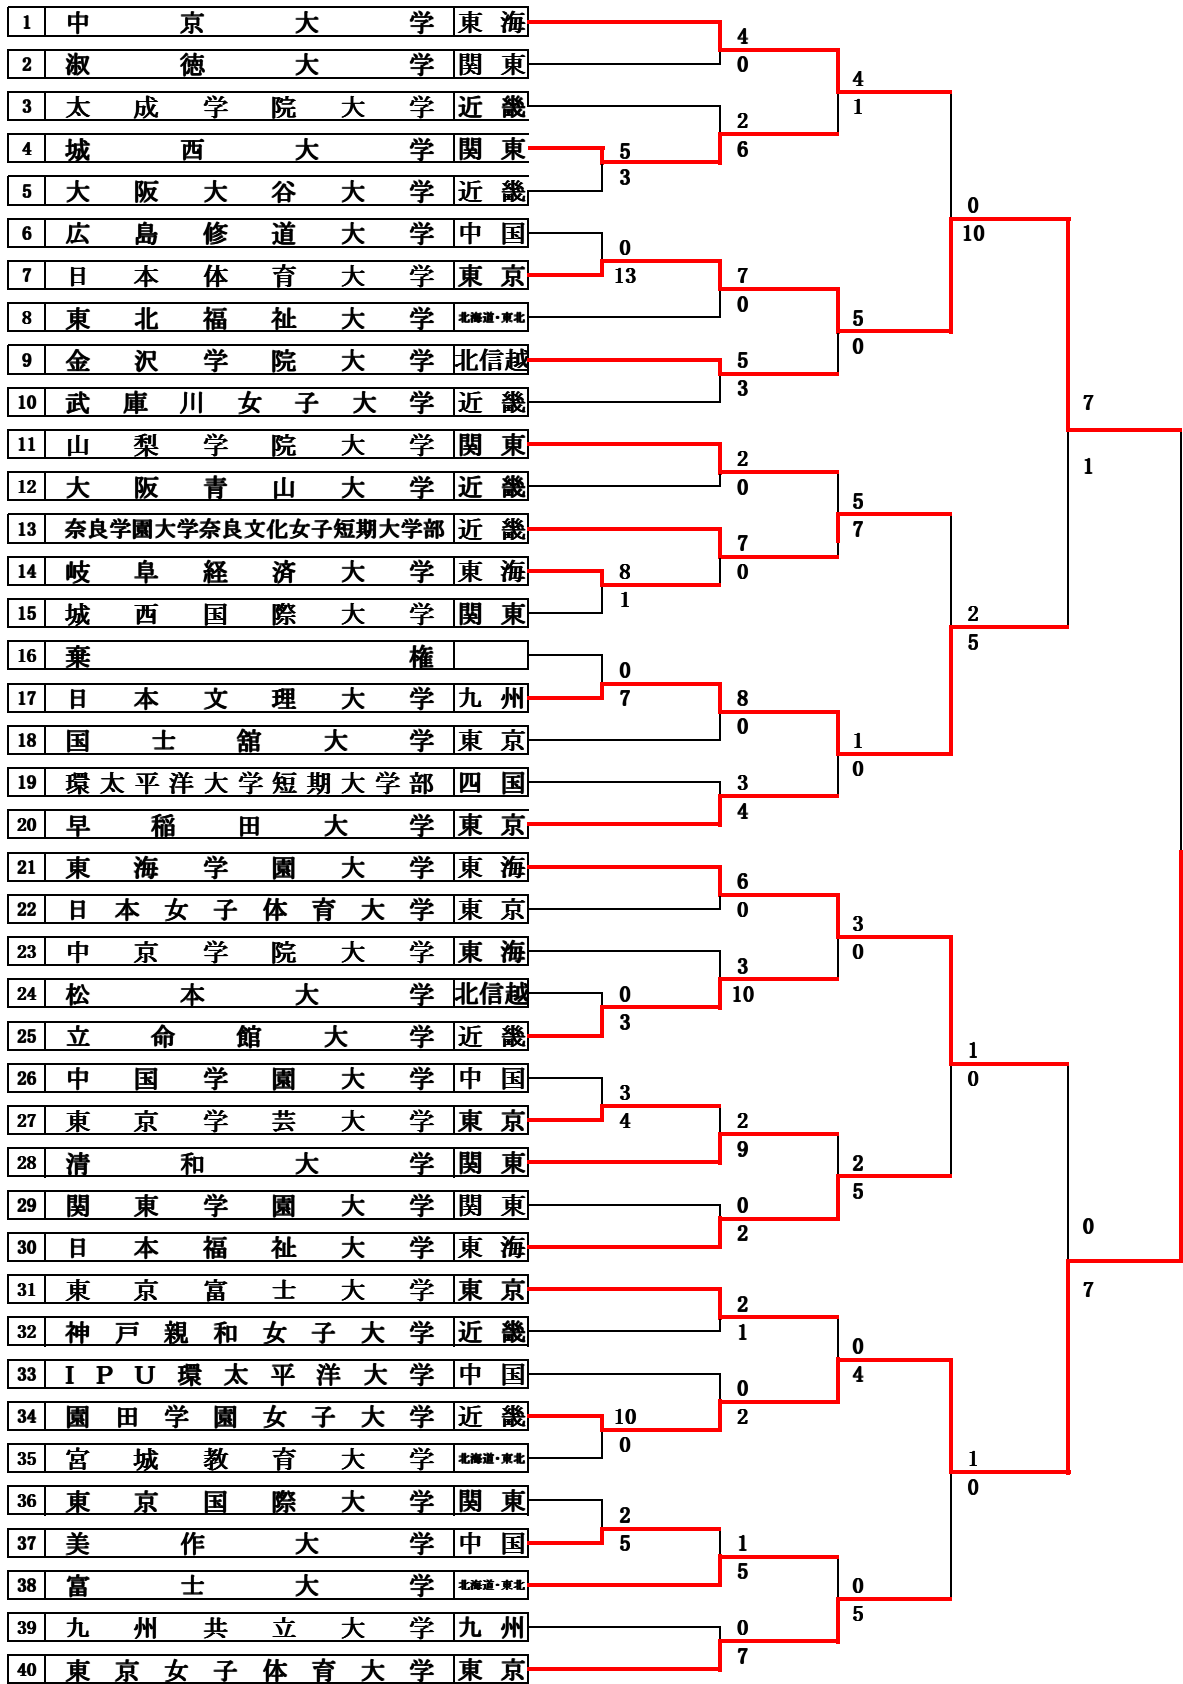 1 中京大学 東海
4
2 淑徳大学 関東
0
4
3 太成学院大学 近畿
1
2
4 城西大学 関東
5
6
3
5 大阪大谷大学 近畿
0
6 広島修道大学 中国
10
0
7 日本体育大学 東京
13
7
0
8 東北福祉大学 北海道・東北
5
0
9 金沢学院大学 北信越
5
3
10 武庫川女子大学 近畿
7
11 山梨学院大学 関東
2
1
12 大阪青山大学 近畿
0
5
13 奈良学園大学奈良文化女子短期大学部 近畿
7
7
14 岐阜経済大学 東海
8
0
1
15 城西国際大学 関東
2
5
16 棄権
0
17 日本文理大学 九州
7
8
0
18 国士舘大学 東京
1
0
19 環太平洋大学短期大学部 四国
3
4
20 早稲田大学 東京
21 東海学園大学 東海
6
22 日本女子体育大学 東京
0
3
23 中京学院大学 東海
0
3
24 松本大学 北信越
0
10
3
25 立命館大学 近畿
1
26 中国学園大学 中国
0
3
27 東京学芸大学 東京
4
2
9
28 清和大学 関東
2
5
29 関東学園大学 関東
0
0
2
30 日本福祉大学 東海
31 東京富士大学 東京
7
2
32 神戸親和女子大学 近畿
1
0
33 IPU環太平洋大学 中国
4
0
34 園田学園女子大学 近畿
10
2
0
35 宮城教育大学 北海道・東北
1
0
36 東京国際大学 関東
2
37 美作大学 中国
5
1
5
38 富士大学 北海道・東北
0
5
39 九州共立大学 九州
0
7
40 東京女子体育大学 東京